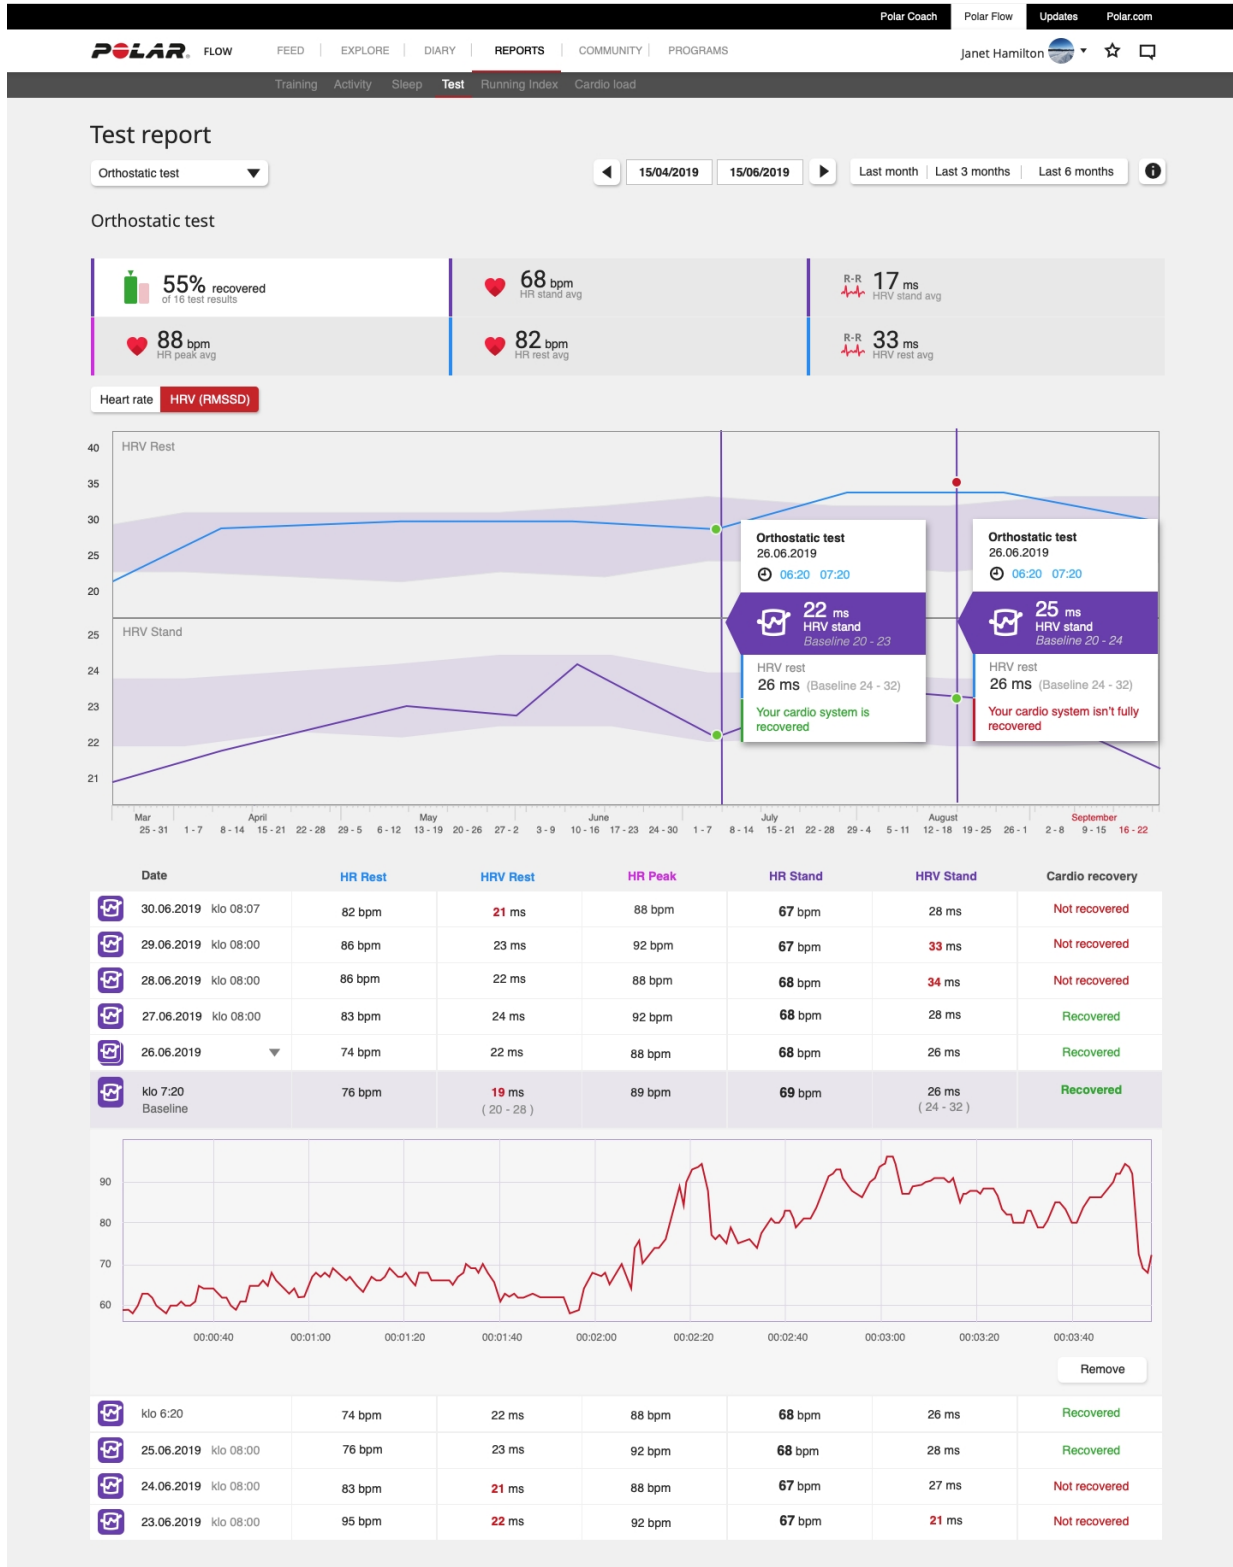 Polar Coach Polar Flow Updates Polar.com
POLAR. FLOW FEED EXPLORE DIARY REPORTS COMMUNITY PROGRAMS Janet Hamilton
Training Activity Sleep Test Running Index Cardio load
Test report
Orthostatic test 15/04/2019 15/06/2019 Last month Last 3 months Last 6 months
Orthostatic test
55% recovered
of 16 test results
68 bpm
HR stand avg
R-R 17 ms
HRV stand avg
88 bpm
HR peak avg
82 bpm
HR rest avg
R-R 33 ms
HRV rest avg
Heart rate HRV (RMSSD)
HRV Rest
40
35
30
25
20
HRV Stand
25
24
23
22
21
Orthostatic test
26.06.2019
06:20 07:20
22 ms
HRV stand
Baseline 20 - 23
HRV rest
26 ms (Baseline 24 - 32)
Your cardio system is
recovered
Orthostatic test
26.06.2019
06:20 07:20
25 ms
HRV stand
Baseline 20 - 24
HRV rest
26 ms (Baseline 24 - 32)
Your cardio system isn't fully
recovered
Mar April May June July August September
25 - 31 1 - 7 8 - 14 15 - 21 22 - 28 29 - 5 6 - 12 13 - 19 20 - 26 27 - 2 3 - 9 10 - 16 17 - 23 24 - 30 1 - 7 8 - 14 15 - 21 22 - 28 29 - 4 5 - 11 12 - 18 19 - 25 26 - 1 2 - 8 9 - 15 16 - 22
Date HR Rest HRV Rest HR Peak HR Stand HRV Stand Cardio recovery
30.06.2019 klo 08:07 82 bpm 21 ms 88 bpm 67 bpm 28 ms Not recovered
29.06.2019 klo 08:00 86 bpm 23 ms 92 bpm 67 bpm 33 ms Not recovered
28.06.2019 klo 08:00 86 bpm 22 ms 88 bpm 68 bpm 34 ms Not recovered
27.06.2019 klo 08:00 83 bpm 24 ms 92 bpm 68 bpm 28 ms Recovered
26.06.2019 74 bpm 22 ms 88 bpm 68 bpm 26 ms Recovered
klo 7:20 76 bpm 19 ms 89 bpm 69 bpm 26 ms Recovered
Baseline ( 20 - 28 ) ( 24 - 32 )
90
80
70
60
00:00:40 00:01:00 00:01:20 00:01:40 00:02:00 00:02:20 00:02:40 00:03:00 00:03:20 00:03:40
Remove
klo 6:20 74 bpm 22 ms 88 bpm 68 bpm 26 ms Recovered
25.06.2019 klo 08:00 76 bpm 23 ms 92 bpm 68 bpm 28 ms Recovered
24.06.2019 klo 08:00 83 bpm 21 ms 88 bpm 67 bpm 27 ms Not recovered
23.06.2019 klo 08:00 95 bpm 22 ms 92 bpm 67 bpm 21 ms Not recovered